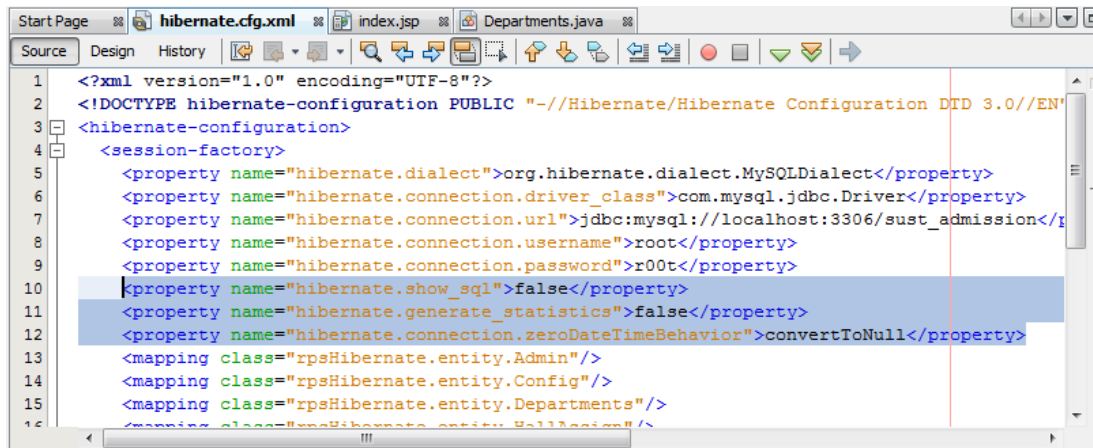 Start Page hibernate.cfg.xml index.jsp Departments.java
Source Design History
1 <?xml version="1.0" encoding="UTF-8"?>
2 <!DOCTYPE hibernate-configuration PUBLIC "-//Hibernate/Hibernate Configuration DTD 3.0//EN"
3 <hibernate-configuration>
4 <session-factory>
5 <property name="hibernate.dialect">org.hibernate.dialect.MySQLDialect</property>
6 <property name="hibernate.connection.driver_class">com.mysql.jdbc.Driver</property>
7 <property name="hibernate.connection.url">jdbc:mysql://localhost:3306/sust_admission</p
8 <property name="hibernate.connection.username">root</property>
9 <property name="hibernate.connection.password">r00t</property>
10 <property name="hibernate.show_sql">false</property>
11 <property name="hibernate.generate_statistics">false</property>
12 <property name="hibernate.connection.zeroDateTimeBehavior">convertToNull</property>
13 <mapping class="rpsHibernate.entity.Admin"/>
14 <mapping class="rpsHibernate.entity.Config"/>
15 <mapping class="rpsHibernate.entity.Departments"/>
16 <mapping class="rpsHibernate.entity.HallAssign"/>